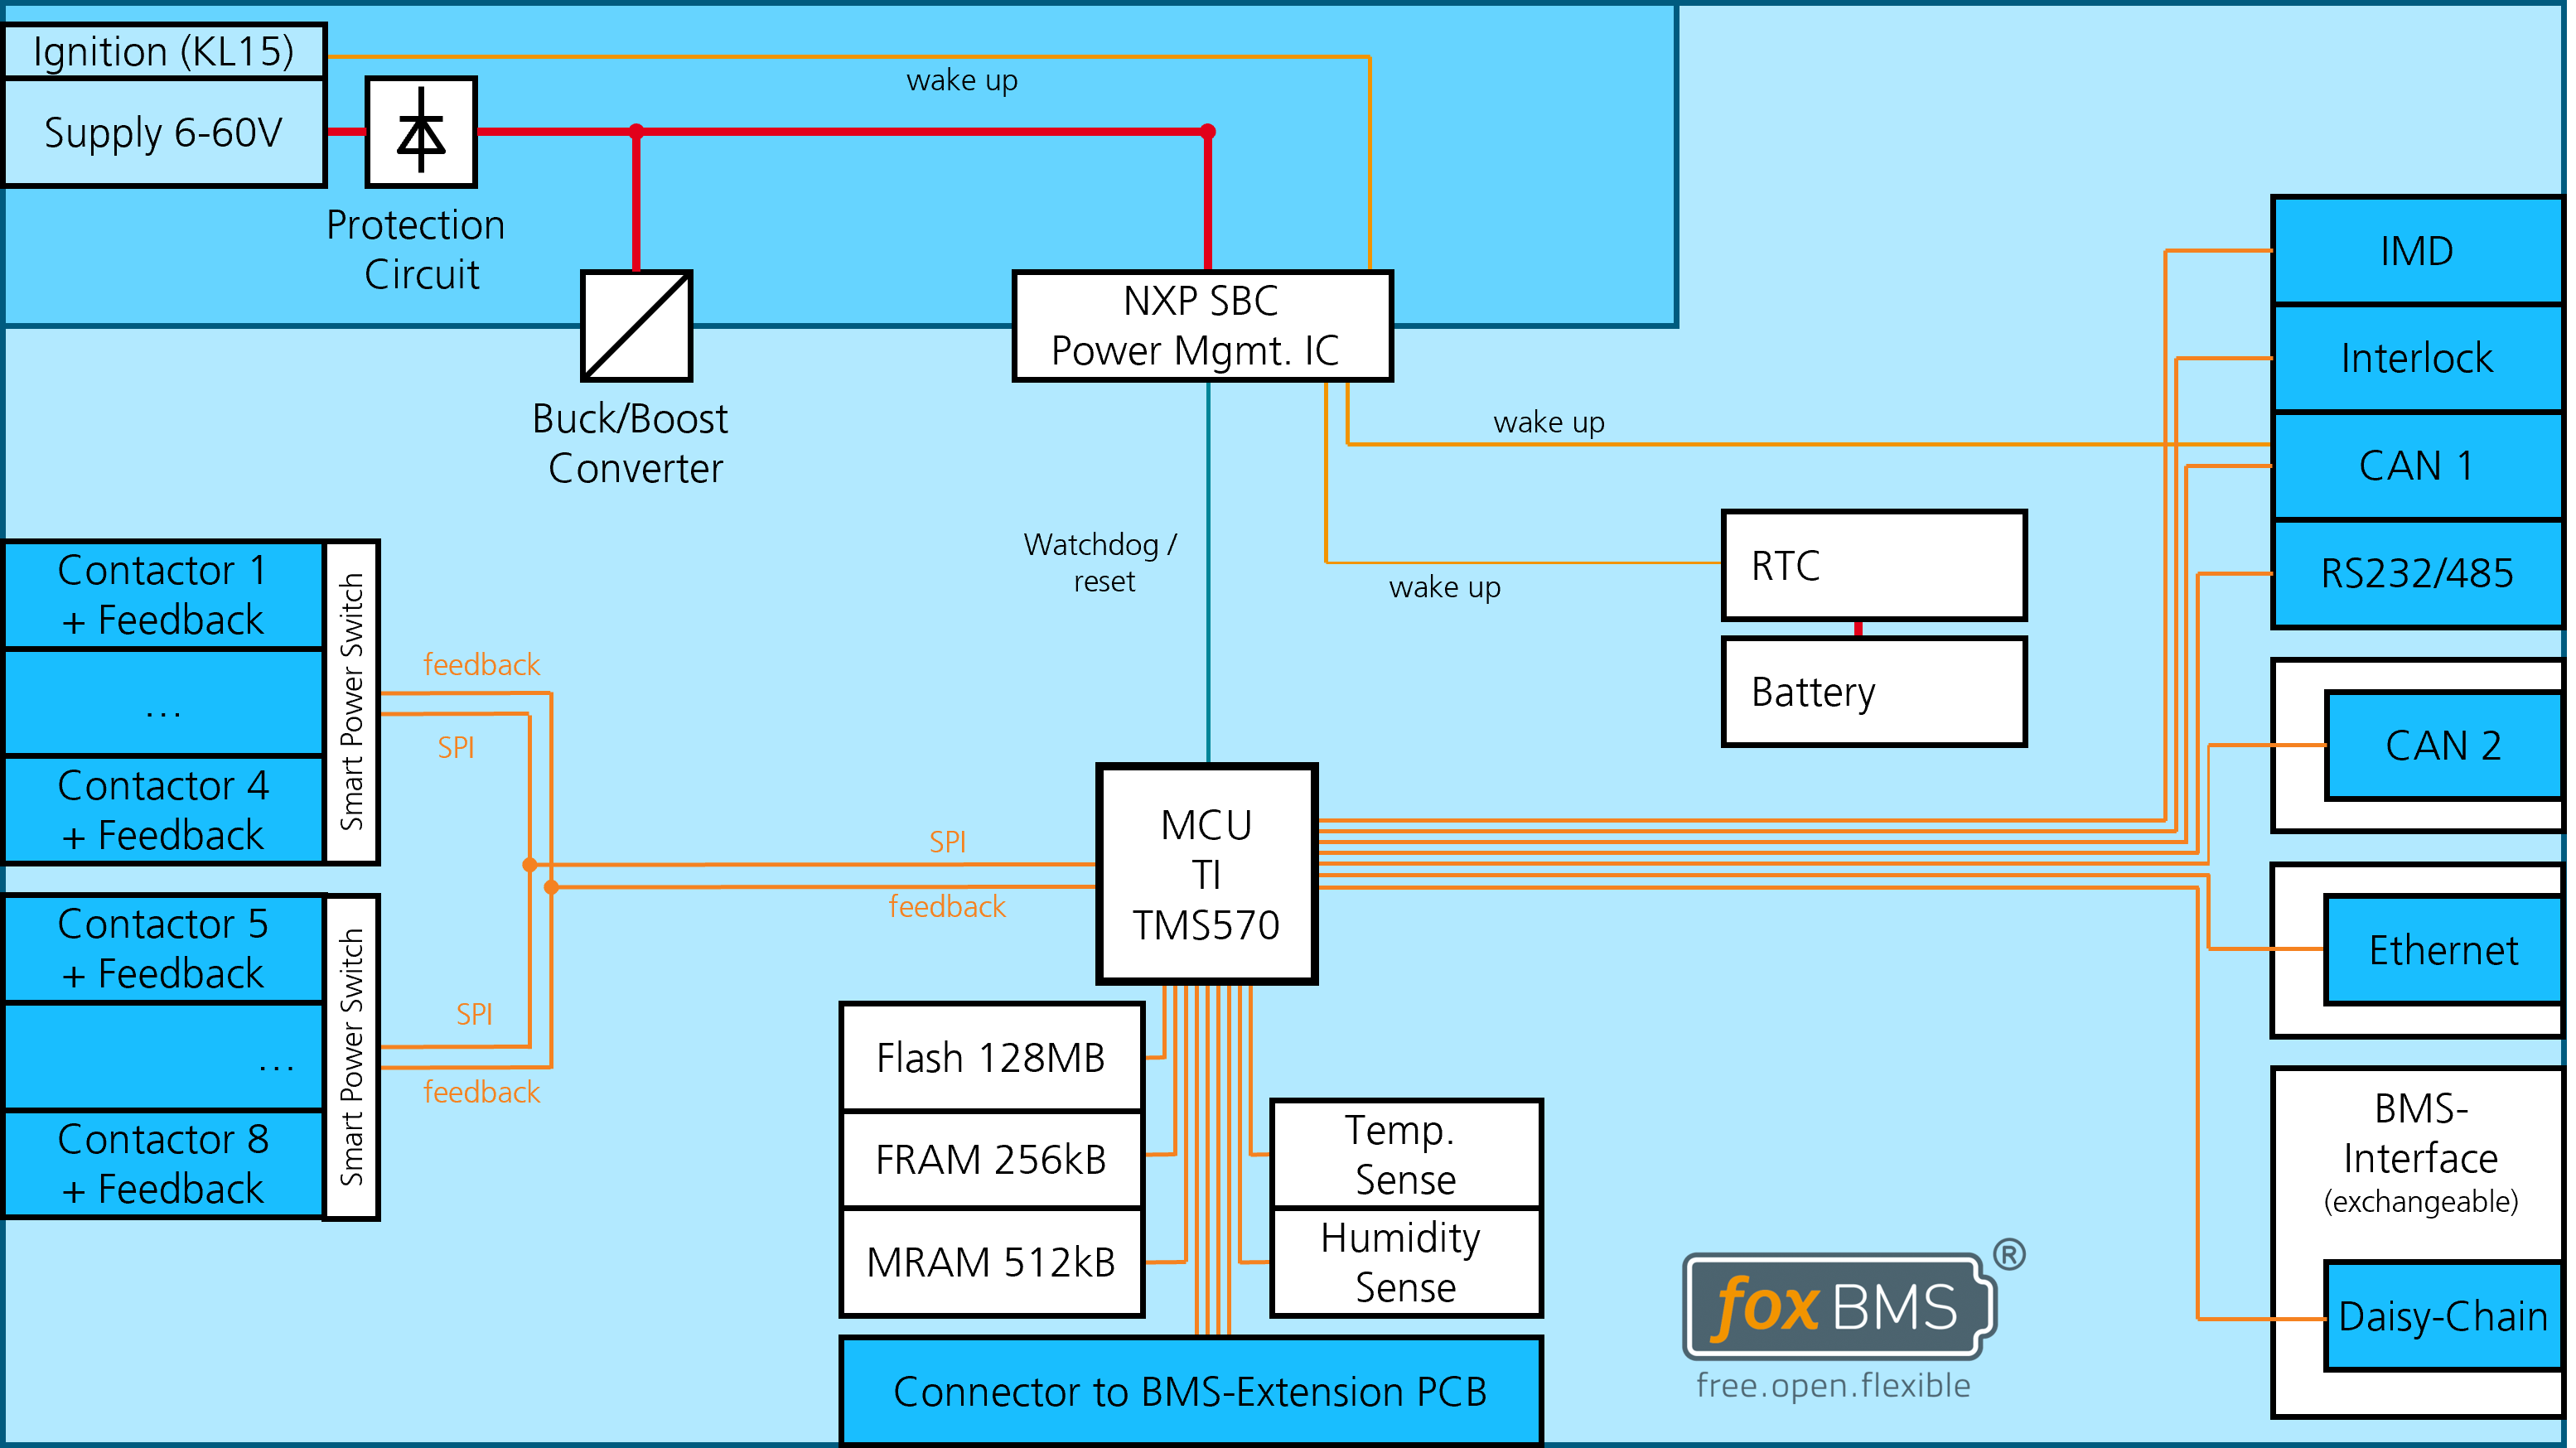 Ignition (KL15)
wake up
Supply 6-60V
Protection
Circuit
NXP SBC
Power Mgmt. IC
Buck/Boost
Converter
IMD
Interlock
CAN 1
RS232/485
wake up
Watchdog /
reset
wake up
RTC
Battery
Contactor 1
+ Feedback
...
Contactor 4
+ Feedback
Smart Power Switch
feedback
SPI
Contactor 5
+ Feedback
...
Contactor 8
+ Feedback
Smart Power Switch
SPI
feedback
SPI
feedback
MCU
TI
TMS570
CAN 2
Ethernet
BMS-
Interface
(exchangeable)
Daisy-Chain
Flash 128MB
FRAM 256kB
MRAM 512kB
Temp.
Sense
Humidity
Sense
Connector to BMS-Extension PCB
fox BMS ®
free.open.flexible